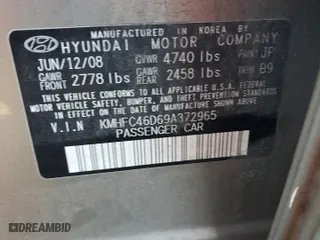 MANUFACTURED IN KOREA BY
HYUNDAI MOTOR COMPANY
JUN/12/08 GVWR 4740 lbs PAINT JP
GAWR FRONT 2778 lbs GAWR REAR 2458 lbs TRIM B9
THIS VEHICLE CONFORMS TO ALL APPLICABLE
U.S.A. FEDERAL MOTOR VEHICLE SAFETY, BUMPER
AND THEFT PREVENTION STANDARDS IN EFFECT ON THE
DATE OF MANUFACTURE SHOWN ABOVE
V.I.N KMHFC46D69A372965
PASSENGER CAR
DREAMBID